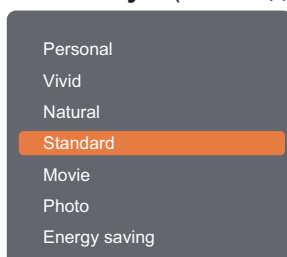 Personal
Vivid
Natural
Standard
Movie
Photo
Energy saving